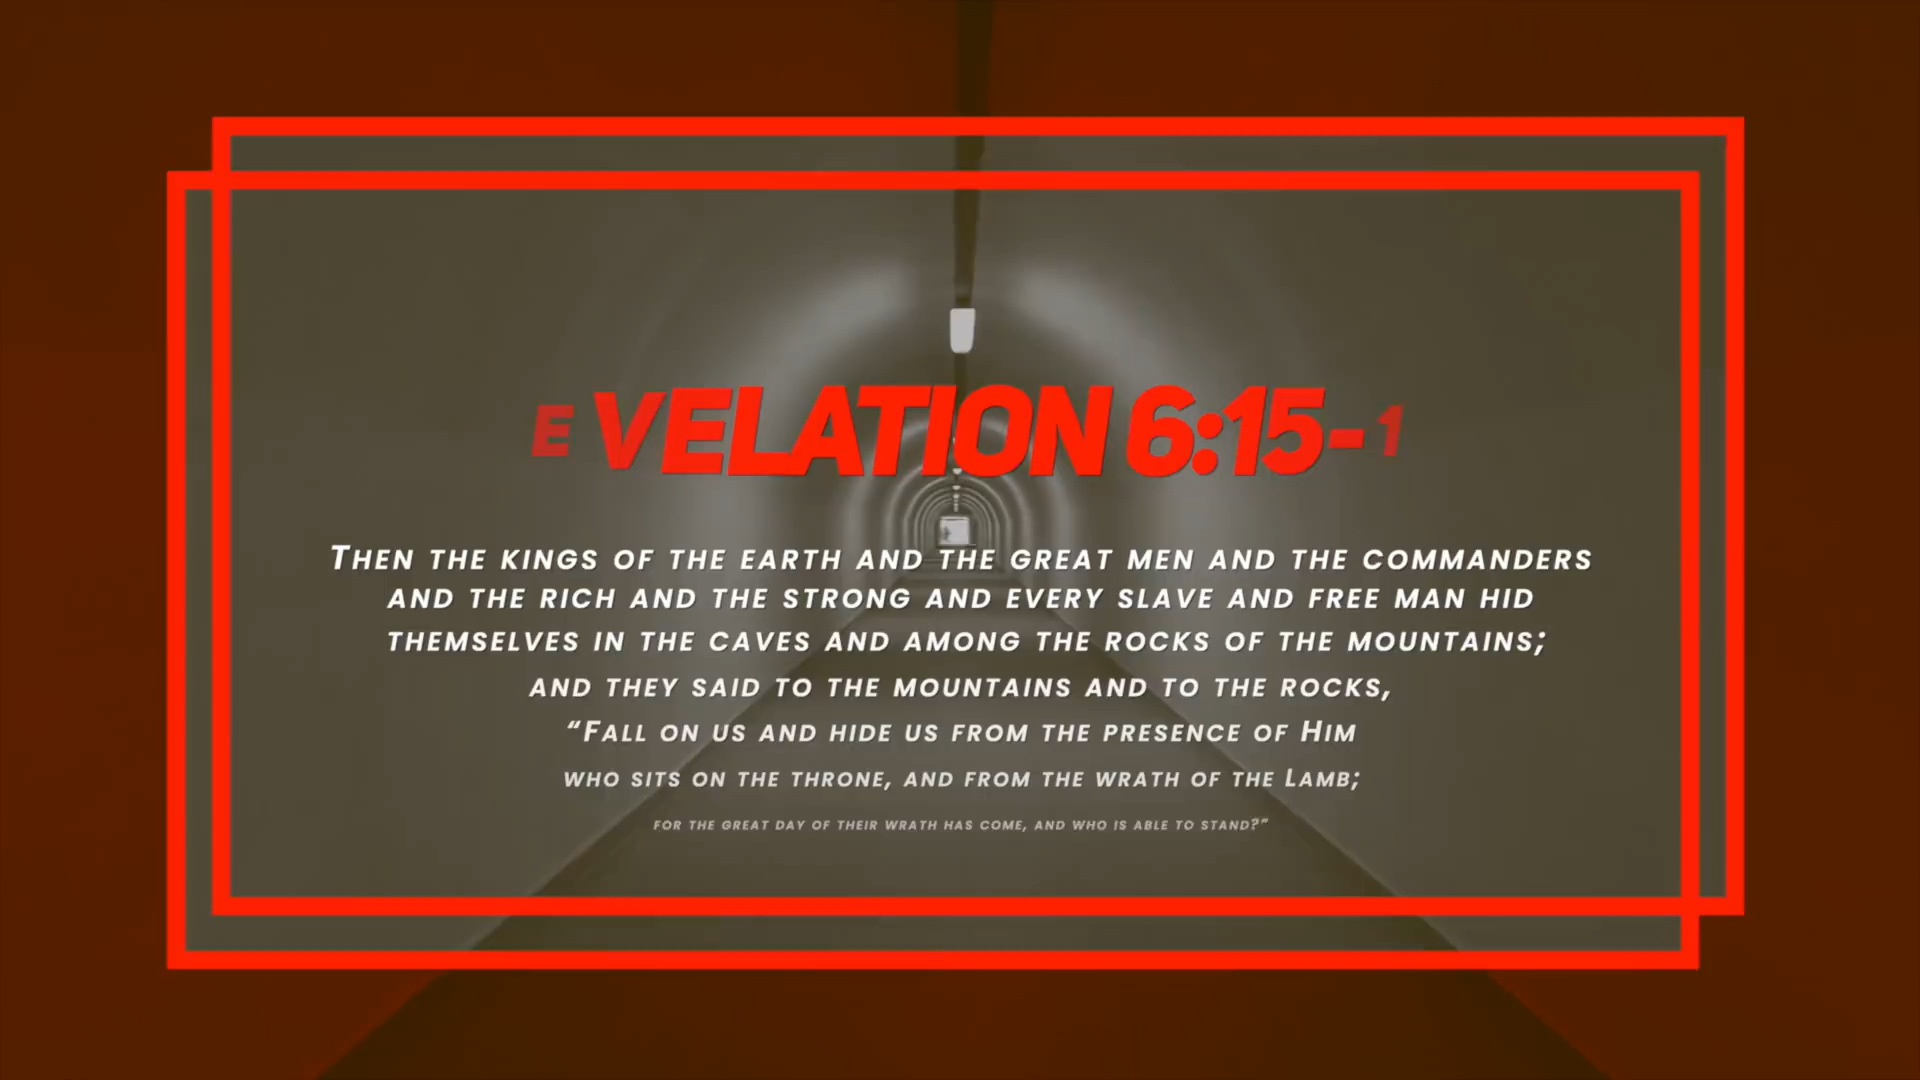 EVELATION 6:15-1
Then the kings of the earth and the great men and the commanders
and the rich and the strong and every slave and free man hid
themselves in the caves and among the rocks of the mountains;
and they said to the mountains and to the rocks,
“Fall on us and hide us from the presence of Him
who sits on the throne, and from the wrath of the Lamb;
for the great day of their wrath has come, and who is able to stand?”